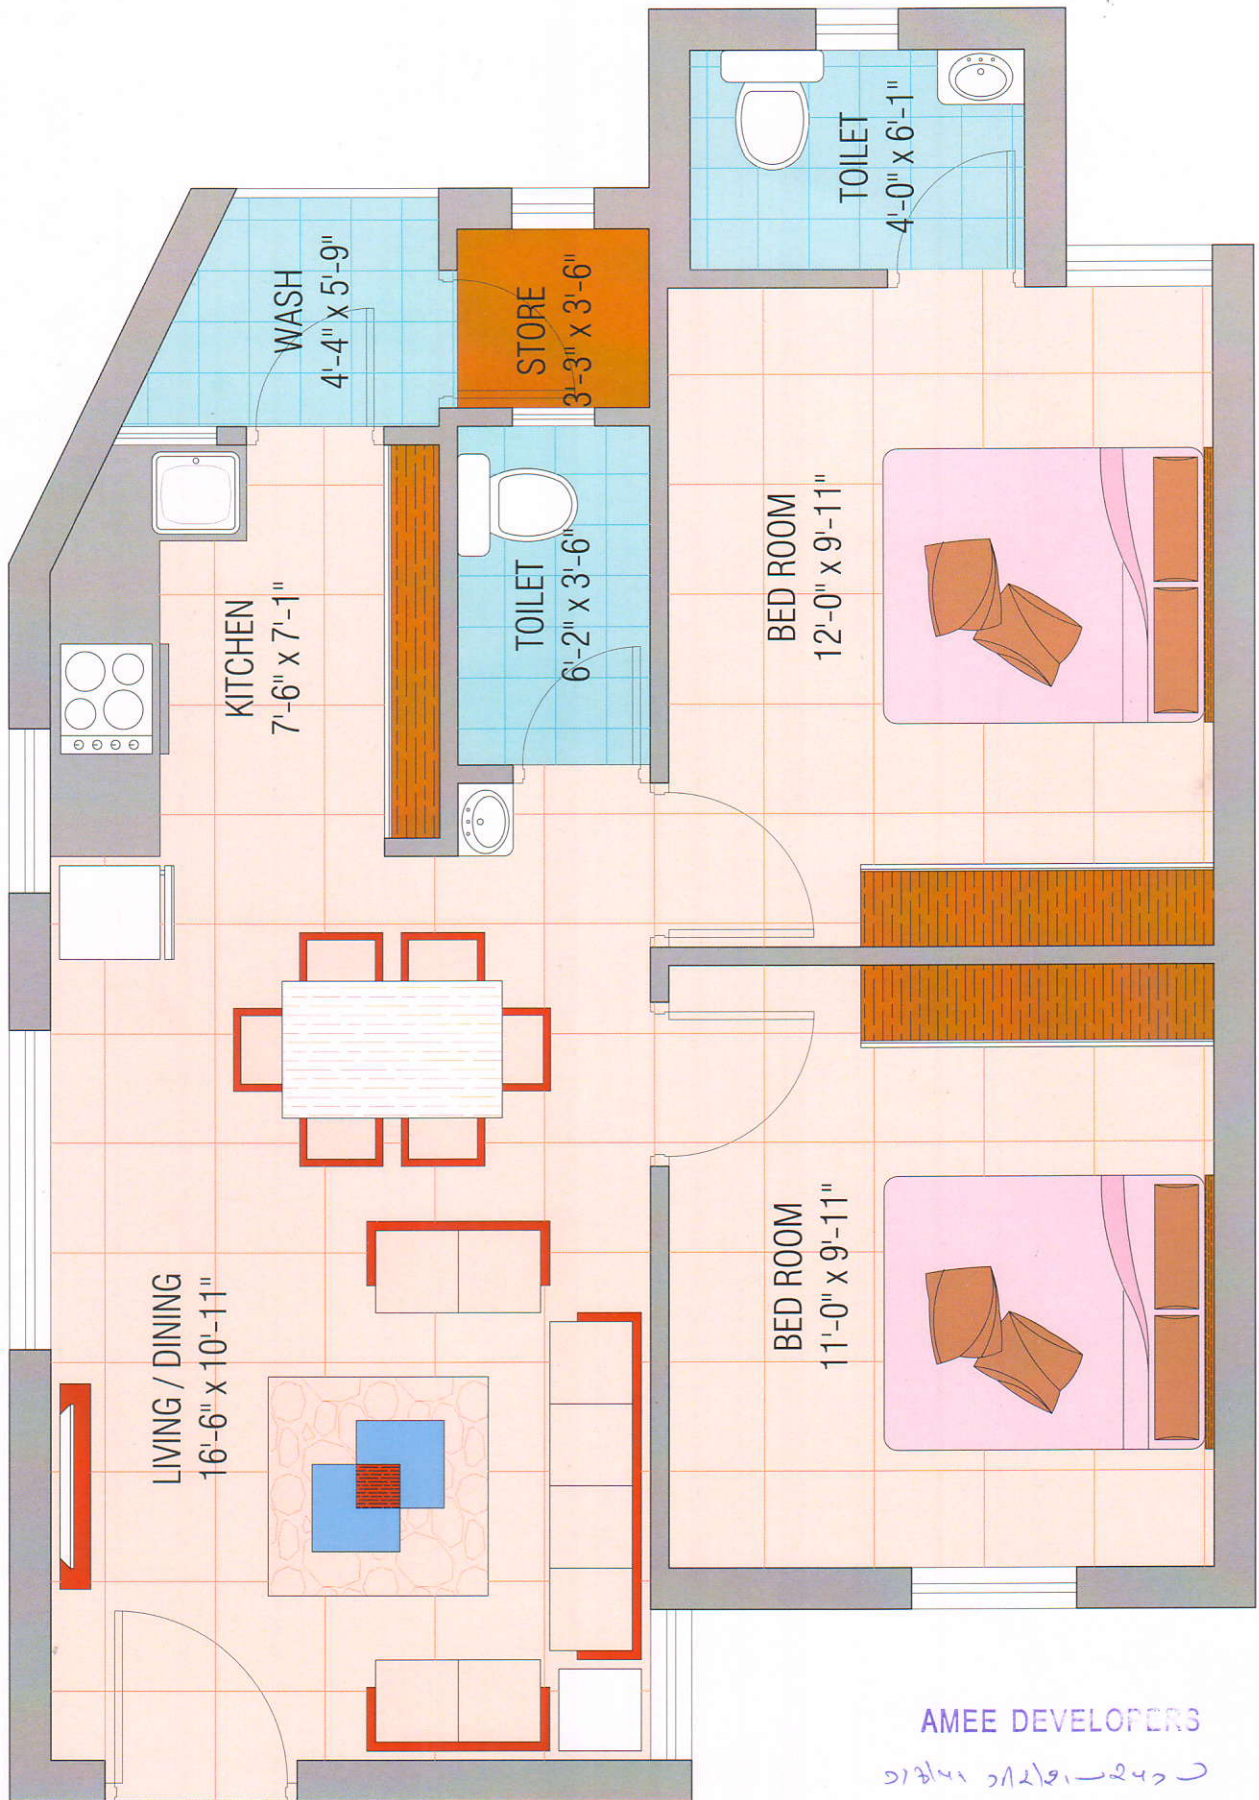 TOILET
4'-0" x 6'-1"
WASH
4'-4" x 5'-9"
STORE
3'-3" x 3'-6"
KITCHEN
7'-6" x 7'-1"
TOILET
6'-2" x 3'-6"
BED ROOM
12'-0" x 9'-11"
LIVING / DINING
16'-6" x 10'-11"
BED ROOM
11'-0" x 9'-11"
AMEE DEVELOPERS